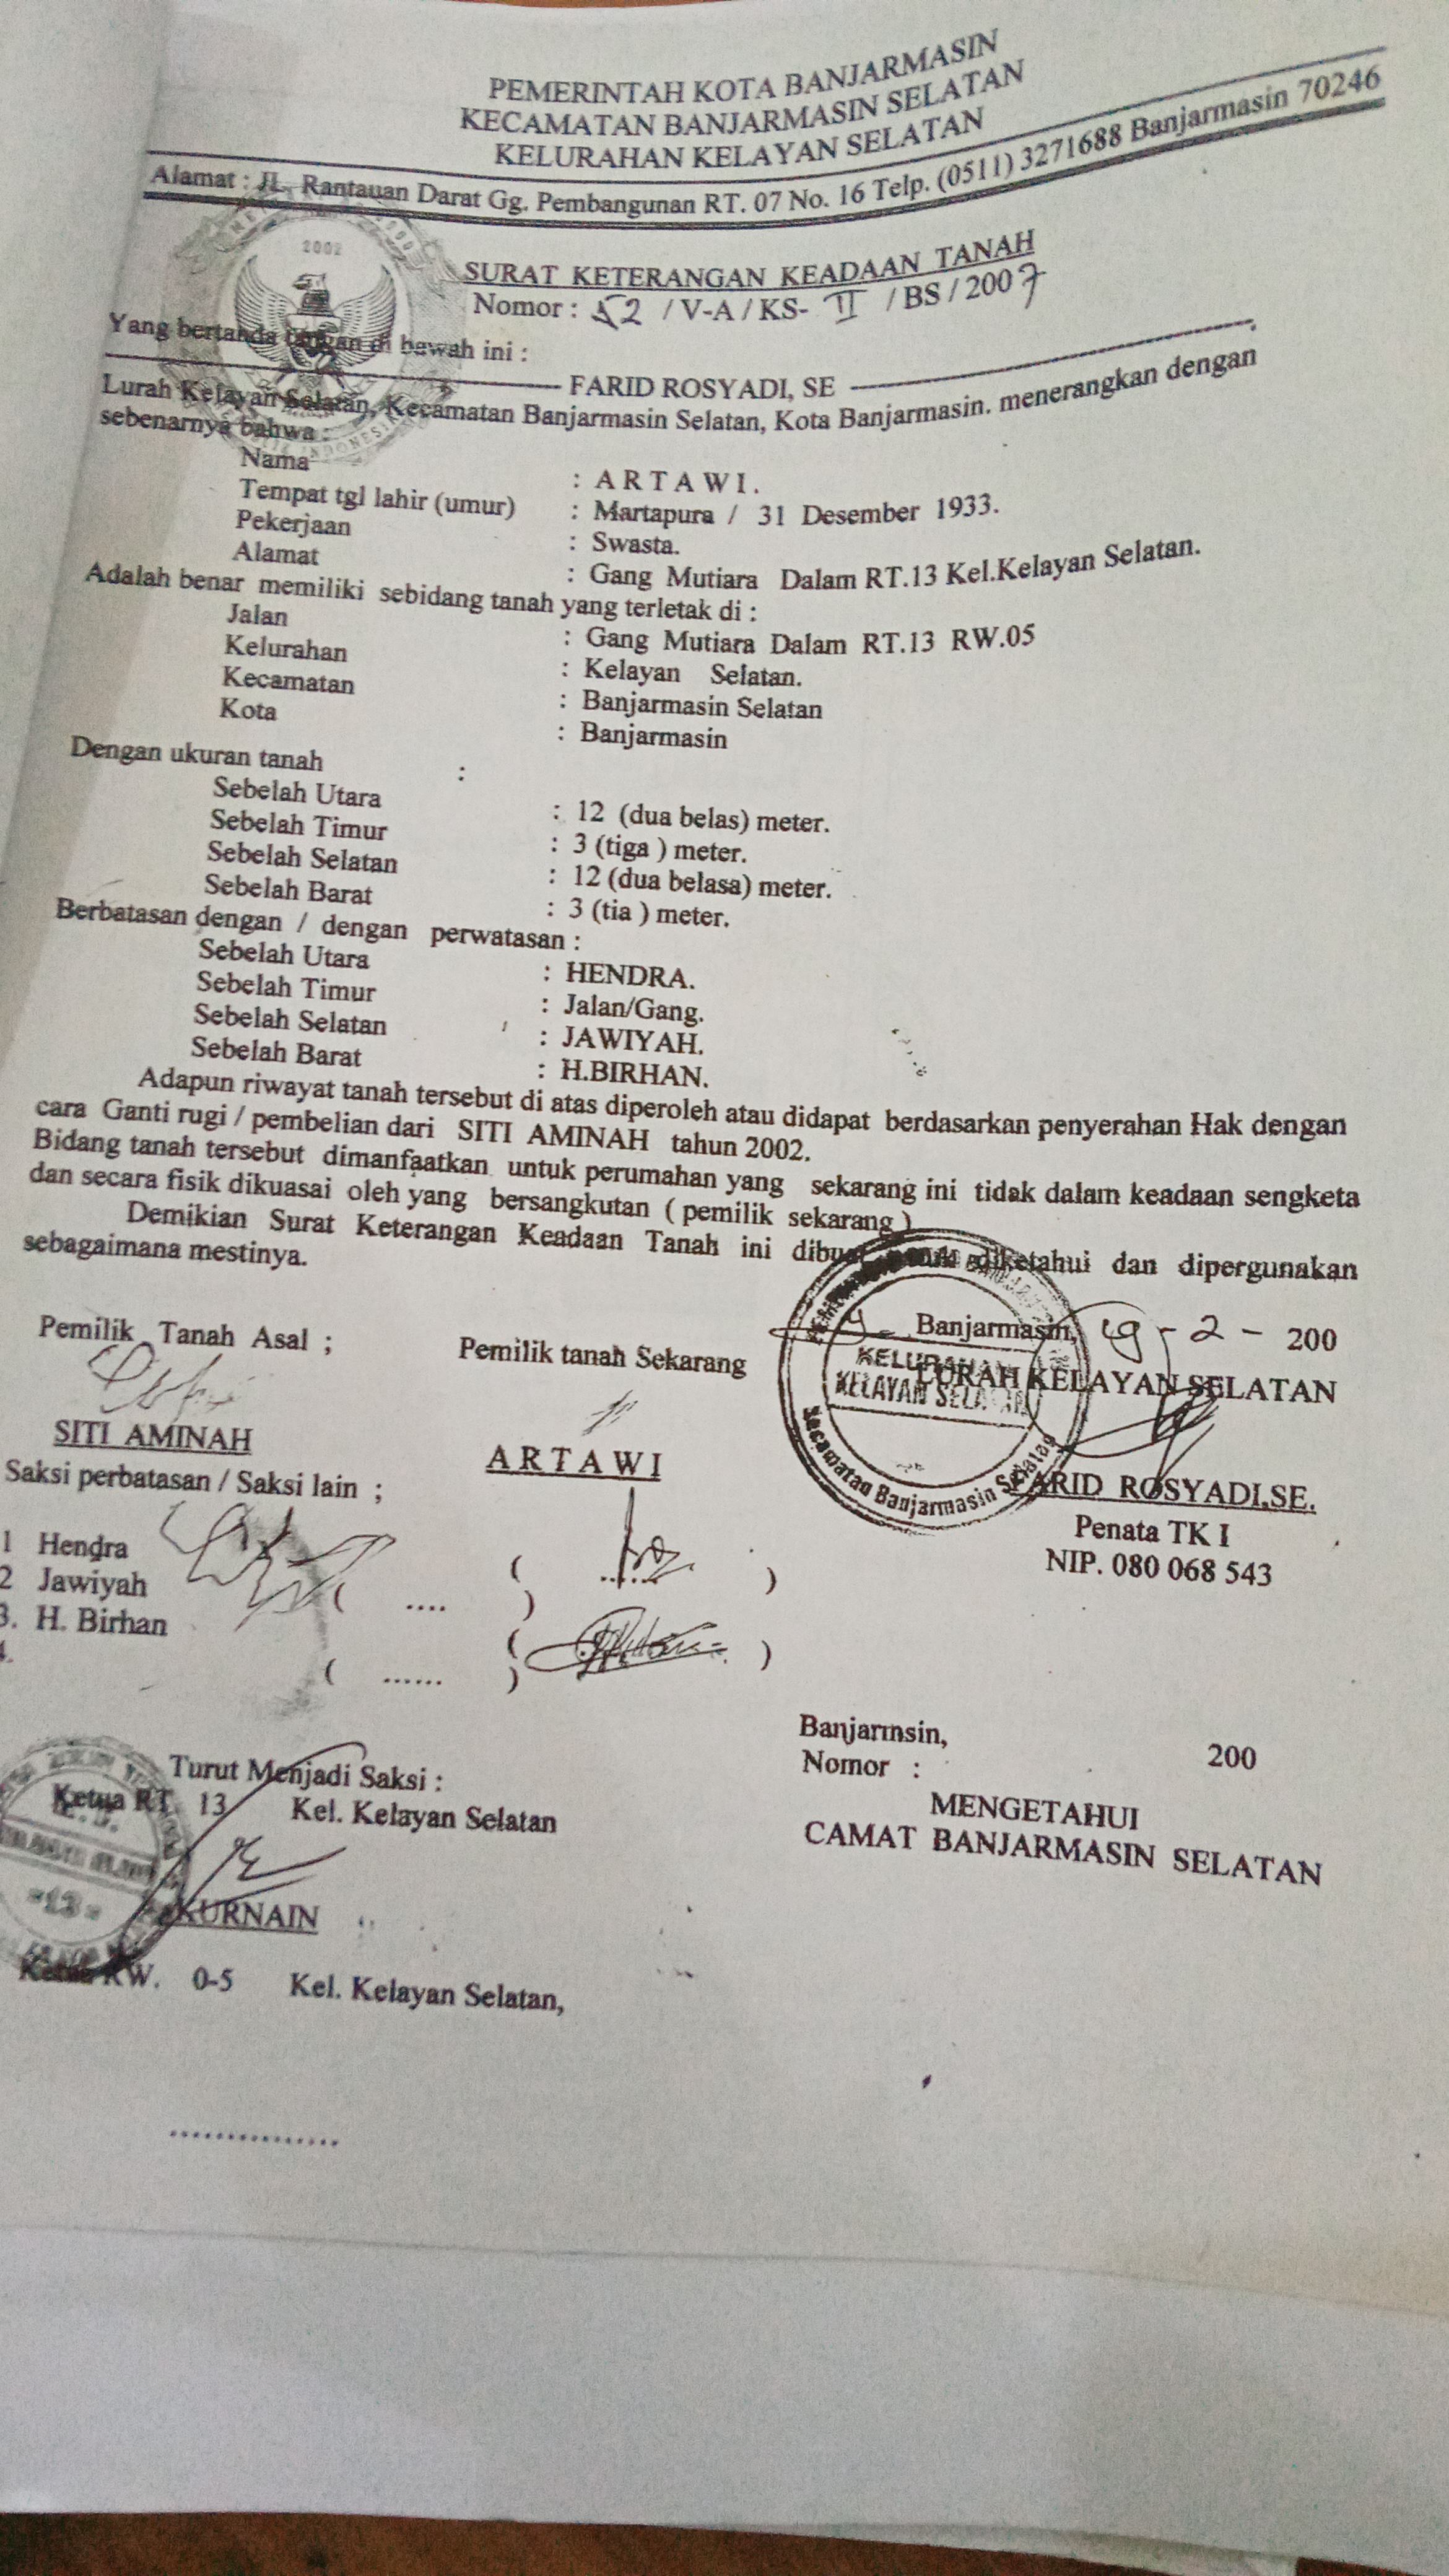 PEMERINTAH KOTA BANJARMASIN
KECAMATAN BANJARMASIN SELATAN
KELURAHAN KELAYAN SELATAN
Alamat : JL. Rantauan Darat Gg. Pembangunan RT. 07 No. 16 Telp. (0511) 3271688 Banjarmasin 70246
2002
SURAT KETERANGAN KEADAAN TANAH
Nomor : 52 / V-A / KS- II / BS / 2007
Yang bertanda tangan di bawah ini :
FARID ROSYADI, SE
Lurah Kelayan Selatan, Kecamatan Banjarmasin Selatan, Kota Banjarmasin. menerangkan dengan
sebenarnya bahwa :
Nama : A R T A W I .
Tempat tgl lahir (umur) : Martapura / 31 Desember 1933.
Pekerjaan : Swasta.
Alamat : Gang Mutiara Dalam RT.13 Kel.Kelayan Selatan.
Adalah benar memiliki sebidang tanah yang terletak di :
Jalan : Gang Mutiara Dalam RT.13 RW.05
Kelurahan : Kelayan Selatan.
Kecamatan : Banjarmasin Selatan
Kota : Banjarmasin
Dengan ukuran tanah :
Sebelah Utara : 12 (dua belas) meter.
Sebelah Timur : 3 (tiga ) meter.
Sebelah Selatan : 12 (dua belasa) meter.
Sebelah Barat : 3 (tia ) meter.
Berbatasan dengan / dengan perwatasan :
Sebelah Utara : HENDRA.
Sebelah Timur : Jalan/Gang.
Sebelah Selatan : JAWIYAH.
Sebelah Barat : H.BIRHAN.
Adapun riwayat tanah tersebut di atas diperoleh atau didapat berdasarkan penyerahan Hak dengan
cara Ganti rugi / pembelian dari SITI AMINAH tahun 2002.
Bidang tanah tersebut dimanfaatkan untuk perumahan yang sekarang ini tidak dalam keadaan sengketa
dan secara fisik dikuasai oleh yang bersangkutan ( pemilik sekarang )
Demikian Surat Keterangan Keadaan Tanah ini dibuat untuk diketahui dan dipergunakan
sebagaimana mestinya.
Banjarmasin, 19 - 2 - 200
Pemilik Tanah Asal ; Pemilik tanah Sekarang LURAH KELAYAN SELATAN
KELURAHAN
KELAYAN SELATAN
Kecamatan Banjarmasin Selatan
SITI AMINAH A R T A W I FARID ROSYADI,SE.
Penata TK I
NIP. 080 068 543
Saksi perbatasan / Saksi lain ;
1 Hendra ( ...... )
2 Jawiyah ( .... )
3. H. Birhan ( )
4. ( ...... )
Banjarmsin, 200
Nomor :
MENGETAHUI
CAMAT BANJARMASIN SELATAN
Turut Menjadi Saksi :
Ketua RT. 13 Kel. Kelayan Selatan
KURNAIN
Ketua RW. 0-5 Kel. Kelayan Selatan,
...............